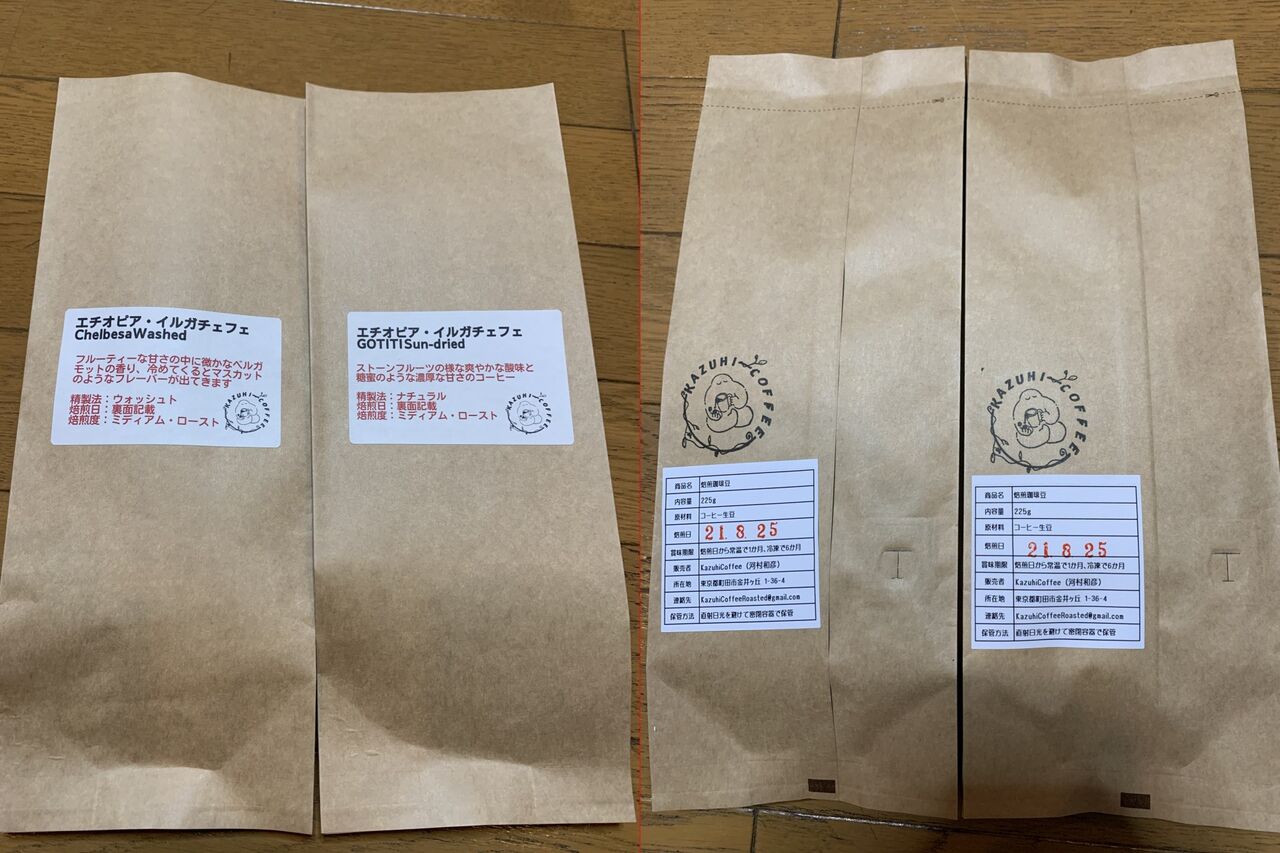 エチオピア・イルガチェフェ
ChelbesaWashed
フルーティーな甘さの中に微かなベルガ
モットの香り、冷めてくるとマスカット
のようなフレーバーが出てきます
精製法：ウォッシュト
焙煎日：裏面記載
焙煎度：ミディアム・ロースト
KAZUHI COFFEE
エチオピア・イルガチェフェ
GOTITISun-dried
ストーンフルーツの様な爽やかな酸味と
糖蜜のような濃厚な甘さのコーヒー
精製法：ナチュラル
焙煎日：裏面記載
焙煎度：ミディアム・ロースト
KAZUHI COFFEE
KAZUHI COFFEE
商品名 焙煎珈琲豆
内容量 225g
原材料 コーヒー生豆
焙煎日 21.8.25
賞味期限 焙煎日から常温で1か月、冷凍で6か月
販売者 KazuhiCoffee（河村和彦）
所在地 東京都町田市金井ヶ丘 1-36-4
連絡先 KazuhiCoffeeRoasted@gmail.com
保管方法 直射日光を避けて密閉容器で保管
KAZUHI COFFEE
商品名 焙煎珈琲豆
内容量 225g
原材料 コーヒー生豆
焙煎日 21.8.25
賞味期限 焙煎日から常温で1か月、冷凍で6か月
販売者 KazuhiCoffee（河村和彦）
所在地 東京都町田市金井ヶ丘 1-36-4
連絡先 KazuhiCoffeeRoasted@gmail.com
保管方法 直射日光を避けて密閉容器で保管